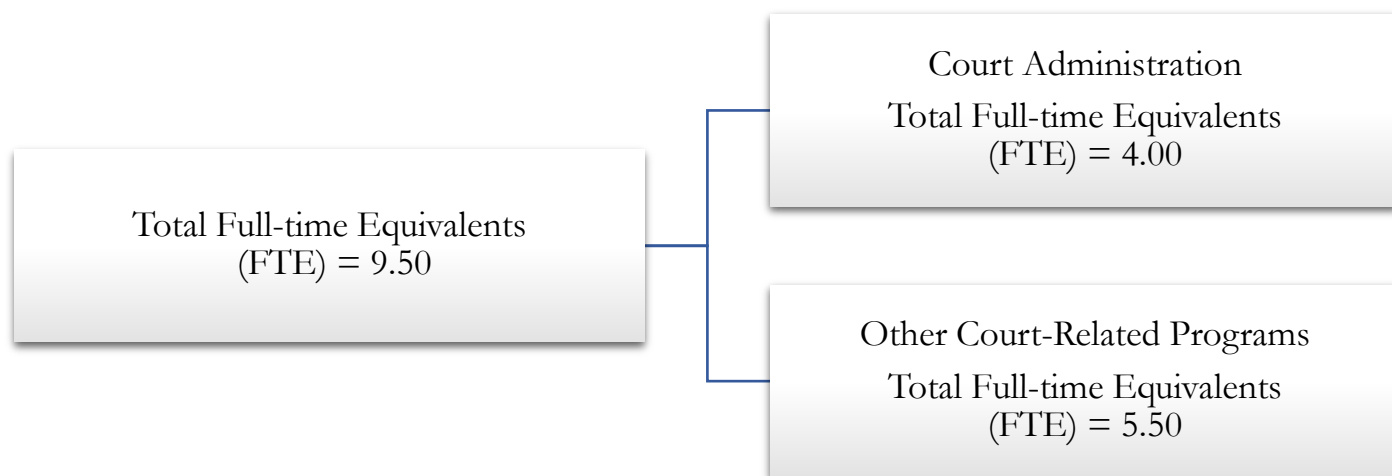 Total Full-time Equivalents
(FTE) = 9.50
Court Administration
Total Full-time Equivalents
(FTE) = 4.00
Other Court-Related Programs
Total Full-time Equivalents
(FTE) = 5.50